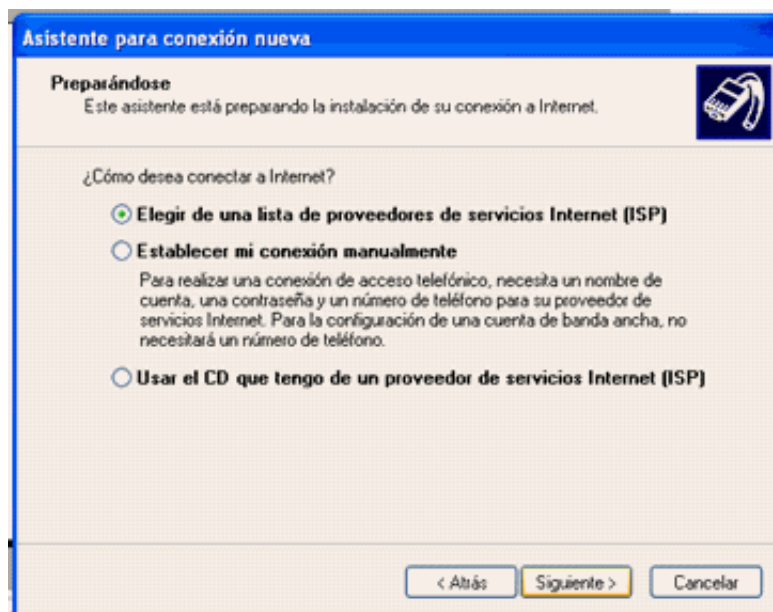 Asistente para conexión nueva
Preparándose
Este asistente está preparando la instalación de su conexión a Internet.
¿Cómo desea conectar a Internet?
Elegir de una lista de proveedores de servicios Internet (ISP)
Establecer mi conexión manualmente
Para realizar una conexión de acceso telefónico, necesita un nombre de
cuenta, una contraseña y un número de teléfono para su proveedor de
servicios Internet. Para la configuración de una cuenta de banda ancha, no
necesitará un número de teléfono.
Usar el CD que tengo de un proveedor de servicios Internet (ISP)
< Atrás
Siguiente >
Cancelar